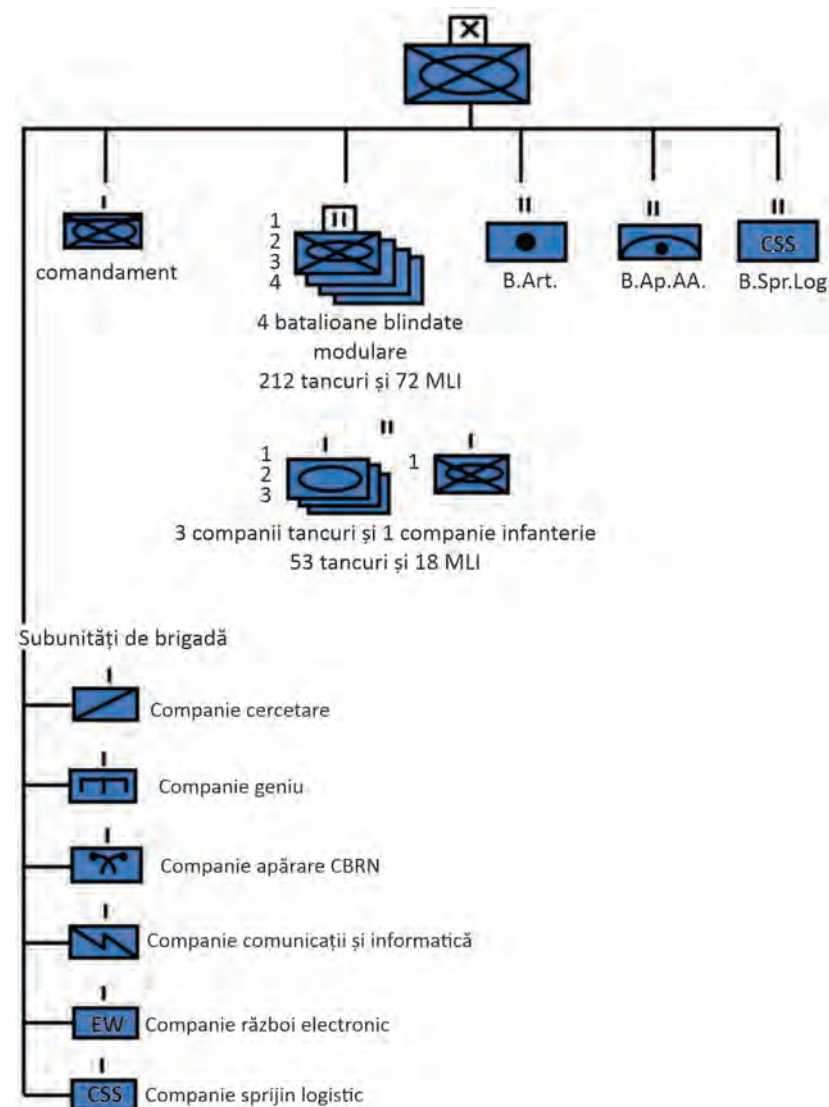 comandament
1
2
3
4
4 batalioane blindate
modulare
212 tancuri și 72 MLI
B.Art.
B.Ap.AA.
CSS
B.Spr.Log
1
2
3
1
3 companii tancuri și 1 companie infanterie
53 tancuri și 18 MLI
Subunități de brigadă
Companie cercetare
Companie geniu
Companie apărare CBRN
Companie comunicații și informatică
EW
Companie război electronic
CSS
Companie sprijin logistic